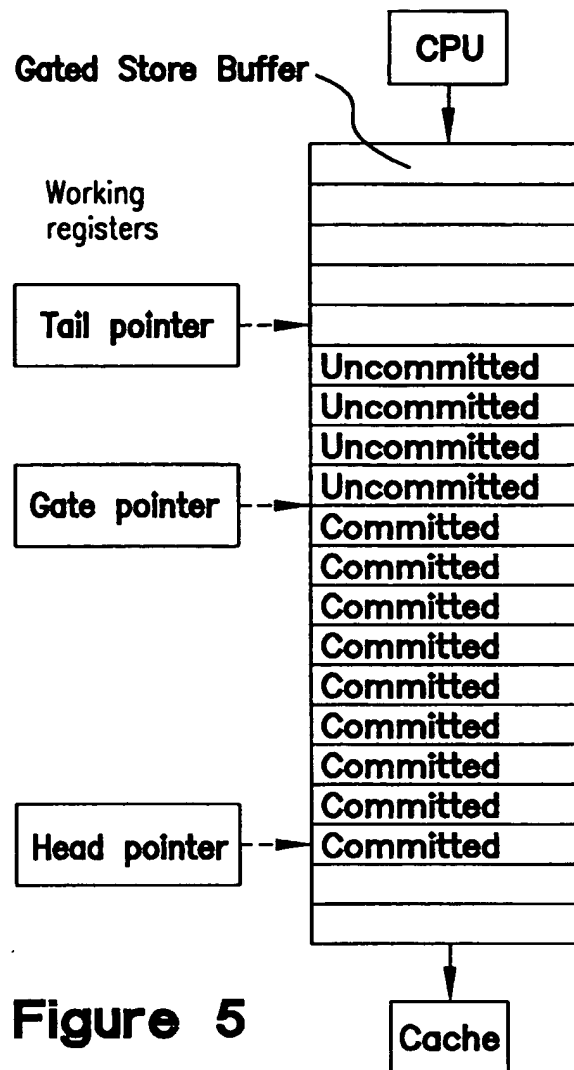 CPU
Gated Store Buffer
Working
registers
Tail pointer
Uncommitted
Uncommitted
Uncommitted
Uncommitted
Gate pointer
Committed
Committed
Committed
Committed
Committed
Committed
Committed
Committed
Head pointer
Committed
Figure 5
Cache